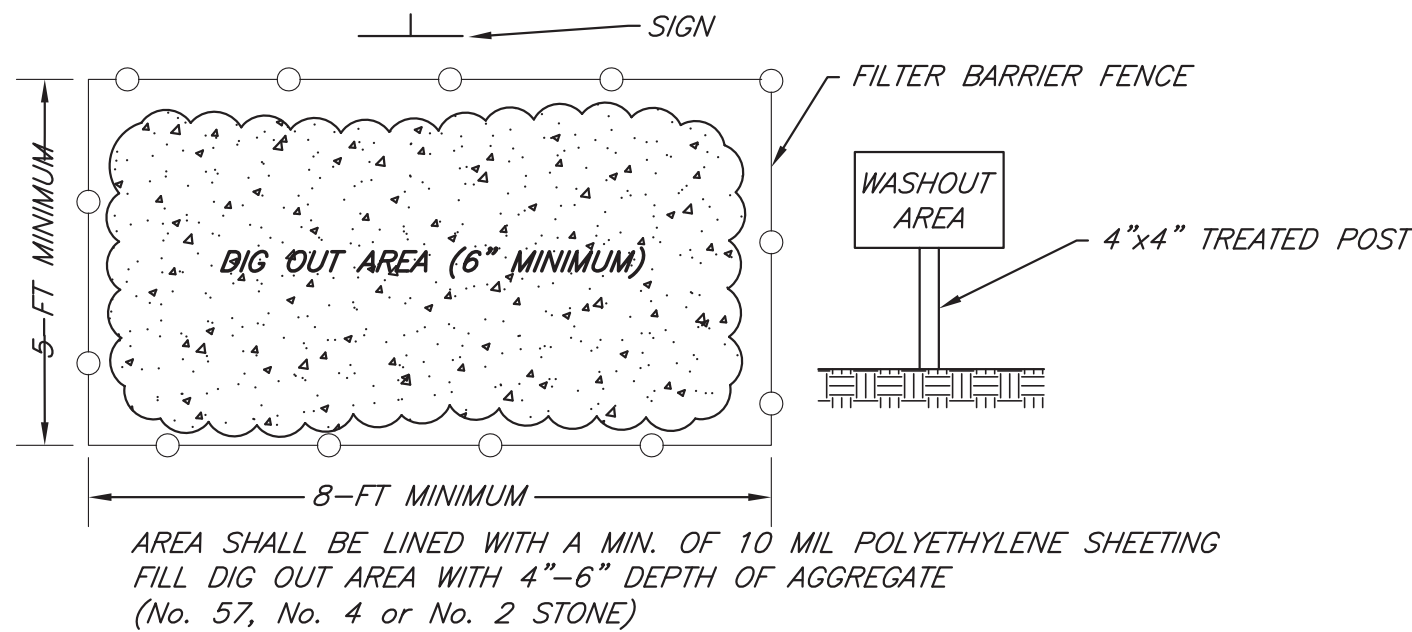 SIGN
FILTER BARRIER FENCE
5-FT MINIMUM
WASHOUT
AREA
4"x4" TREATED POST
DIG OUT AREA (6" MINIMUM)
8-FT MINIMUM
AREA SHALL BE LINED WITH A MIN. OF 10 MIL POLYETHYLENE SHEETING
FILL DIG OUT AREA WITH 4"-6" DEPTH OF AGGREGATE
(No. 57, No. 4 or No. 2 STONE)